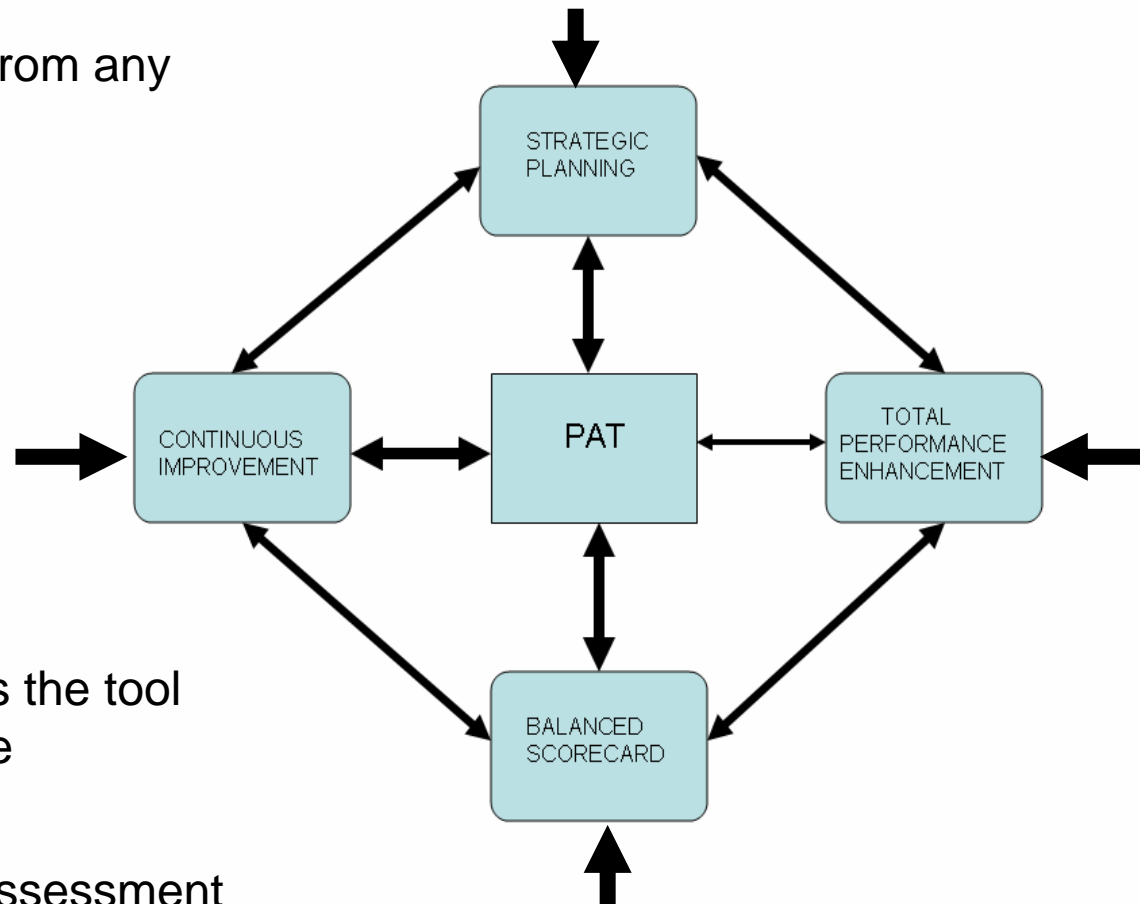 rom any
STRATEGIC
PLANNING
CONTINUOUS
IMPROVEMENT
PAT
TOTAL
PERFORMANCE
ENHANCEMENT
s the tool
e
BALANCED
SCORECARD
ssessment